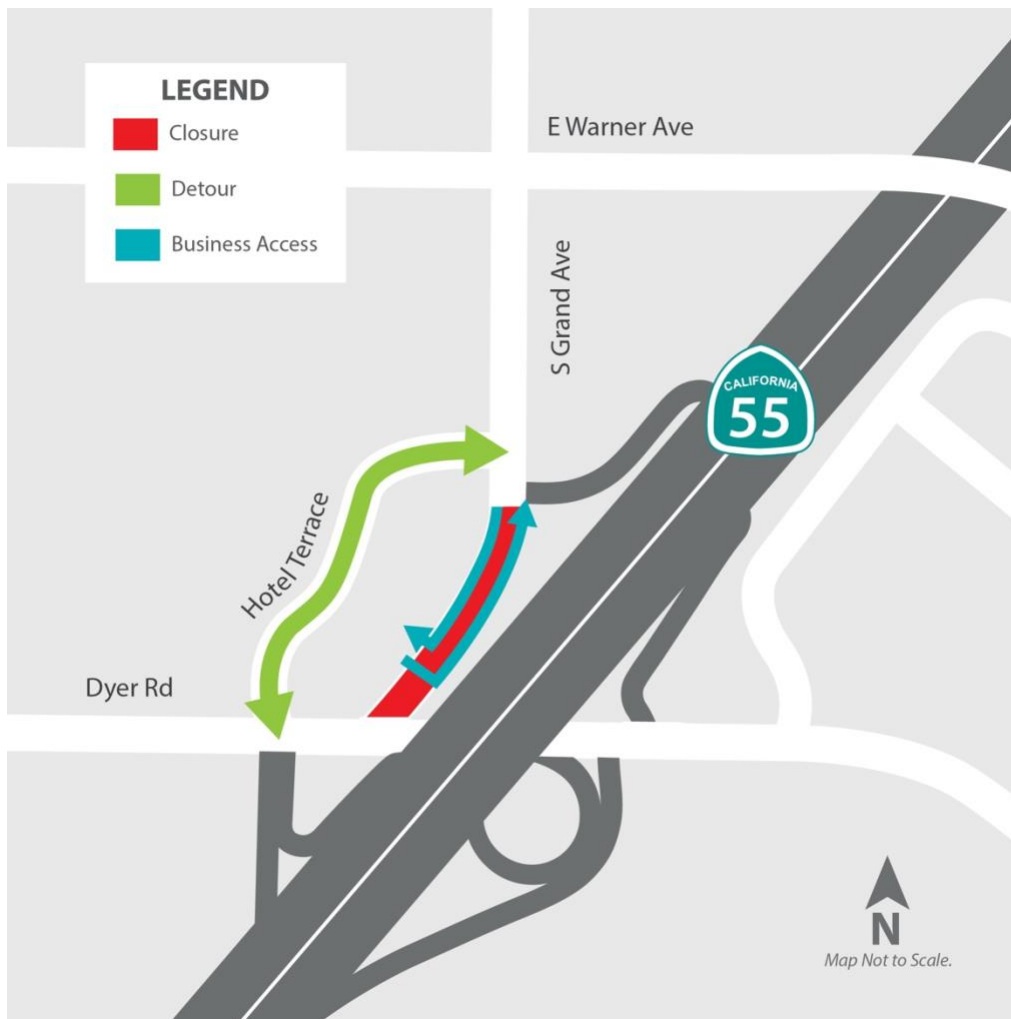 LEGEND
Closure
Detour
Business Access
E Warner Ave
S Grand Ave
CALIFORNIA
55
Hotel Terrace
Dyer Rd
N
Map Not to Scale.